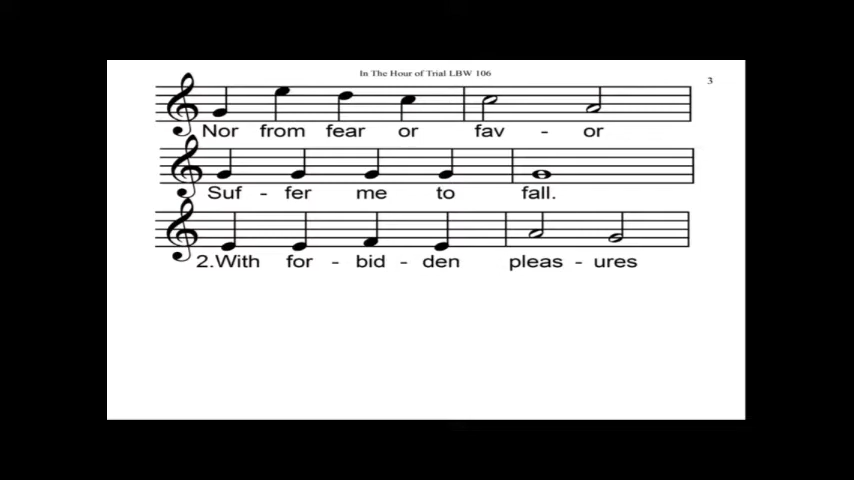 In The Hour of Trial LBW 106
3
Nor from fear or fav - or
Suf - fer me to fall.
2.With for - bid - den pleas - ures